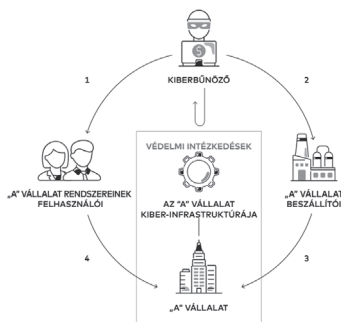 KIBERBŰNÖZŐ
1
2
VÉDELMI INTÉZKEDÉSEK
„A” VÁLLALAT RENDSZEREINEK
FELHASZNÁLÓI
AZ "A" VÁLLALAT
KIBER-INFRASTRUKTÚRÁJA
„A” VÁLLALAT
BESZÁLLÍTÓI
4
3
„A” VÁLLALAT